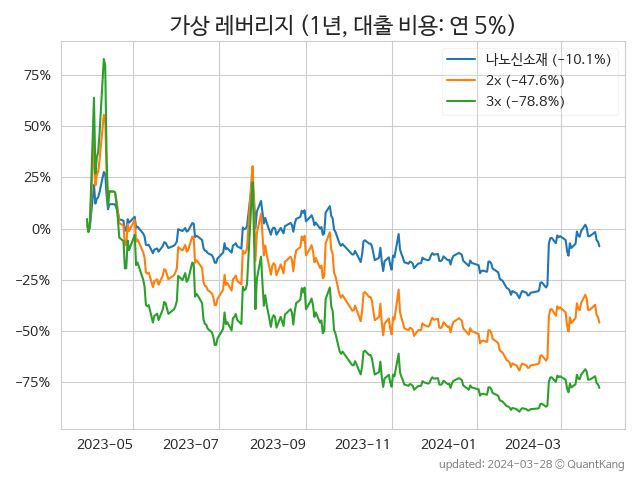 가상 레버리지 (1년, 대출 비용: 연 5%)
나노신소재 (−10.1%)
2x (−47.6%)
3x (−78.8%)
75%
50%
25%
0%
−25%
−50%
−75%
2023-05 2023-07 2023-09 2023-11 2024-01 2024-03
updated: 2024-03-28 © QuantKang